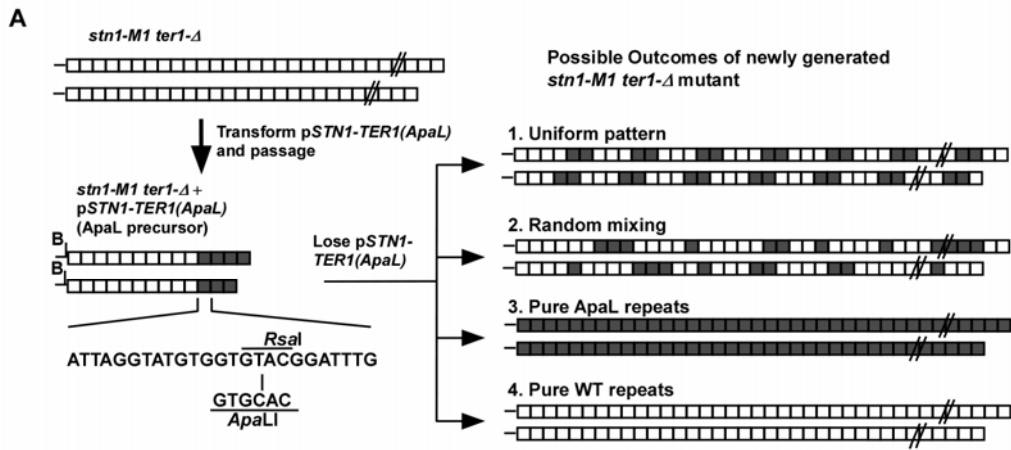 A
stn1-M1 ter1-Δ
Transform pSTN1-TER1(ApaL)
and passage
stn1-M1 ter1-Δ +
pSTN1-TER1(ApaL)
(ApaL precursor)
B
B
Lose pSTN1-
TER1(ApaL)
RsaI
ATTAGGTATGTGGTGTACGGATTTG
GTGCAC
ApaLI
Possible Outcomes of newly generated
stn1-M1 ter1-Δ mutant
1. Uniform pattern
2. Random mixing
3. Pure ApaL repeats
4. Pure WT repeats